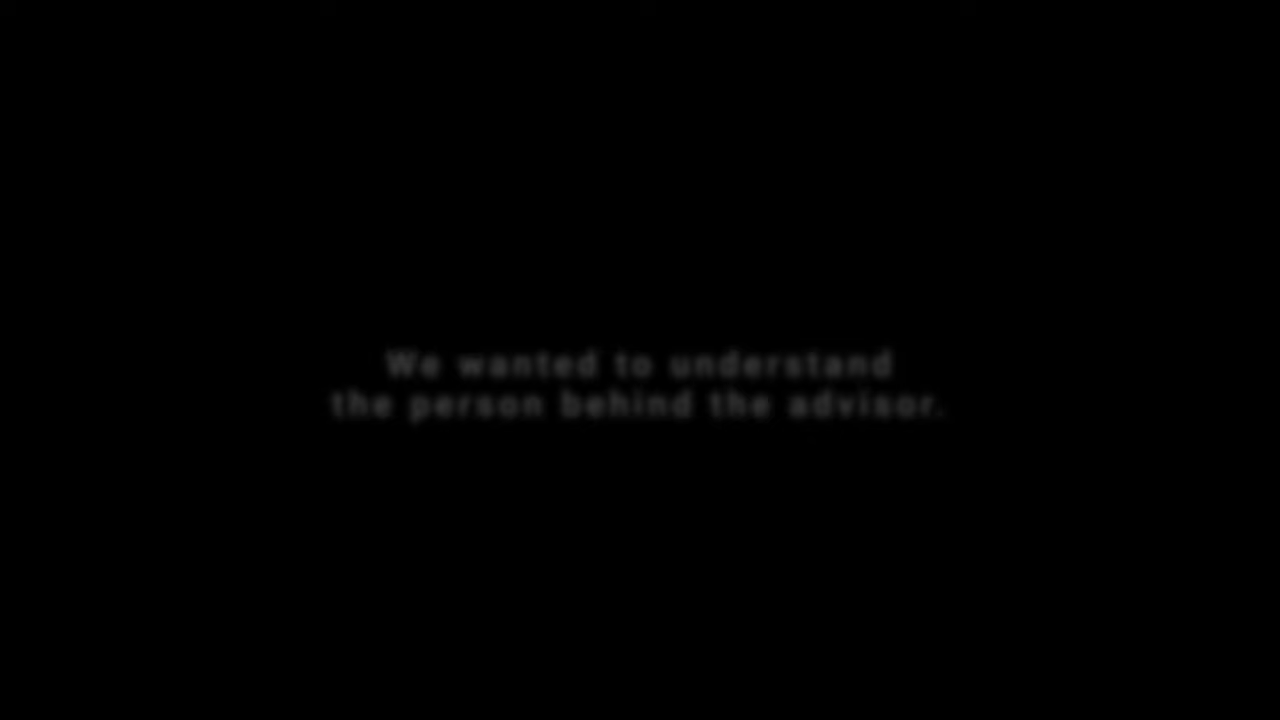 We wanted to understand
the person behind the advisor.